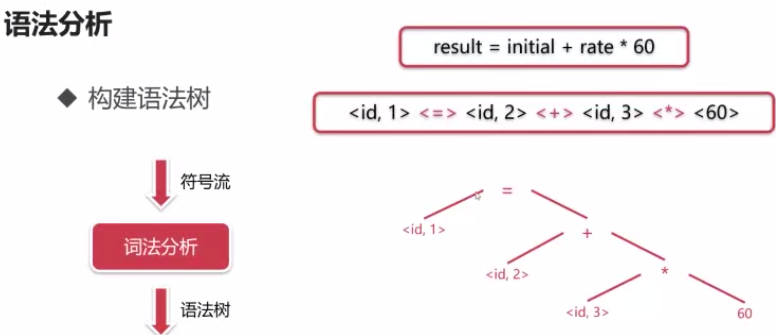 语法分析
result = initial + rate * 60
◆ 构建语法树
<id, 1> <=> <id, 2> <+> <id, 3> <*> <60>
符号流
词法分析
语法树
=
<id, 1>
+
<id, 2>
*
<id, 3>
60